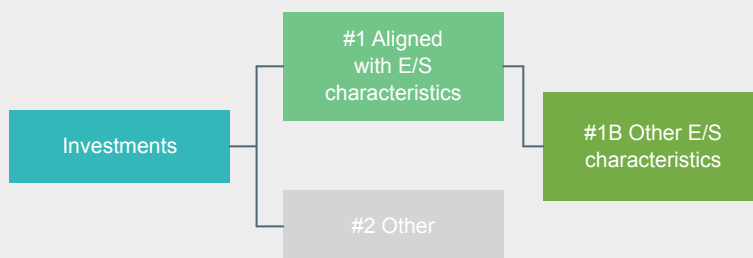 #1 Aligned
with E/S
characteristics
Investments
#1B Other E/S
characteristics
#2 Other